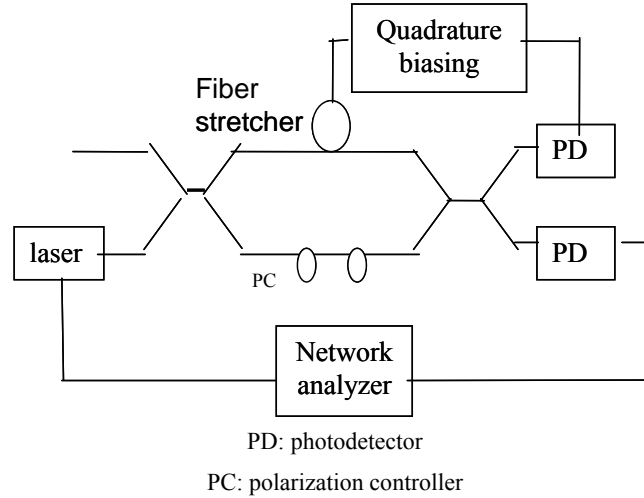 Quadrature
biasing
Fiber
stretcher
PD
laser
PD
PC
Network
analyzer
PD: photodetector
PC: polarization controller